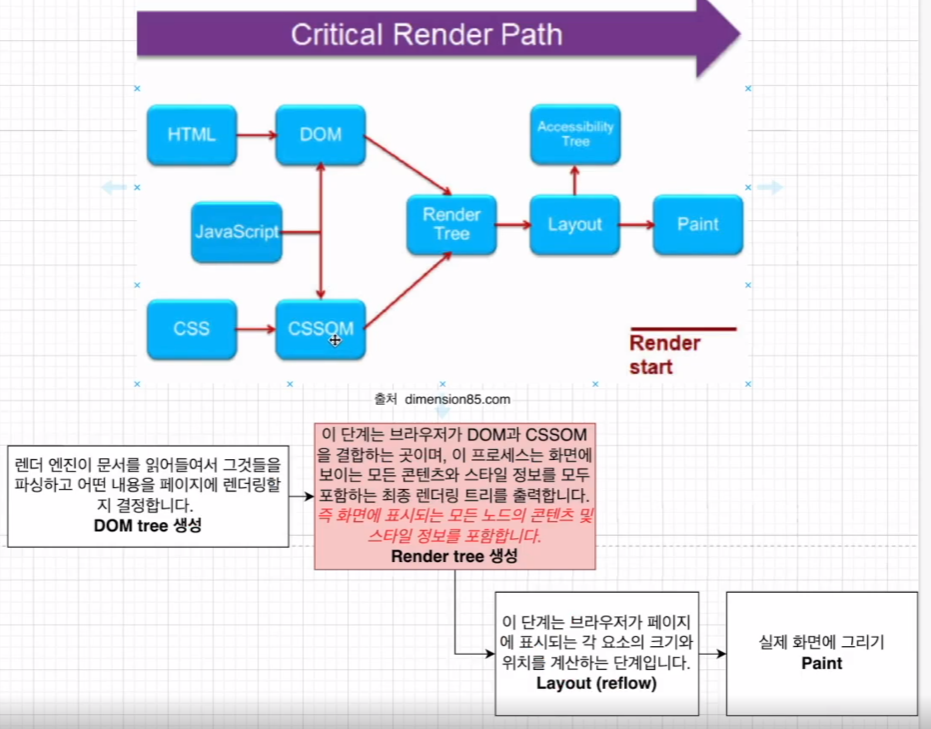 Critical Render Path
HTML
DOM
Accessibility
Tree
JavaScript
Render
Tree
Layout
Paint
CSS
CSSOM
Render
start
출처 dimension85.com
렌더 엔진이 문서를 읽어들여서 그것들을
파싱하고 어떤 내용을 페이지에 렌더링할
지 결정합니다.
DOM tree 생성
이 단계는 브라우저가 DOM과 CSSOM
을 결합하는 곳이며, 이 프로세스는 화면에
보이는 모든 콘텐츠와 스타일 정보를 모두
포함하는 최종 렌더링 트리를 출력합니다.
즉 화면에 표시되는 모든 노드의 콘텐츠 및
스타일 정보를 포함합니다.
Render tree 생성
이 단계는 브라우저가 페이지
에 표시되는 각 요소의 크기와
위치를 계산하는 단계입니다.
Layout (reflow)
실제 화면에 그리기
Paint